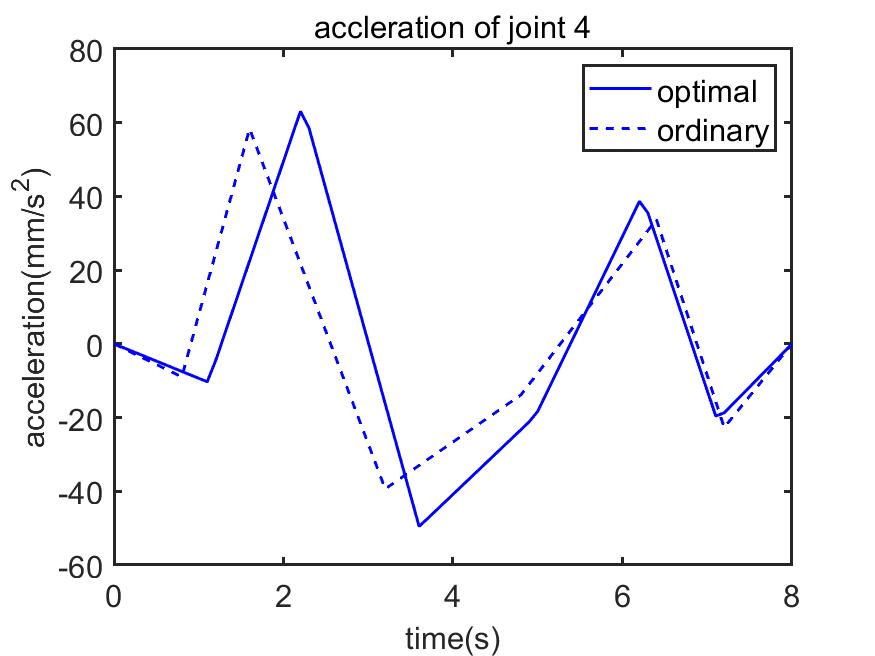 accleration of joint 4
80
60
40
20
0
-20
-40
-60
acceleration(mm/s²)
optimal
ordinary
0 2 4 6 8
time(s)